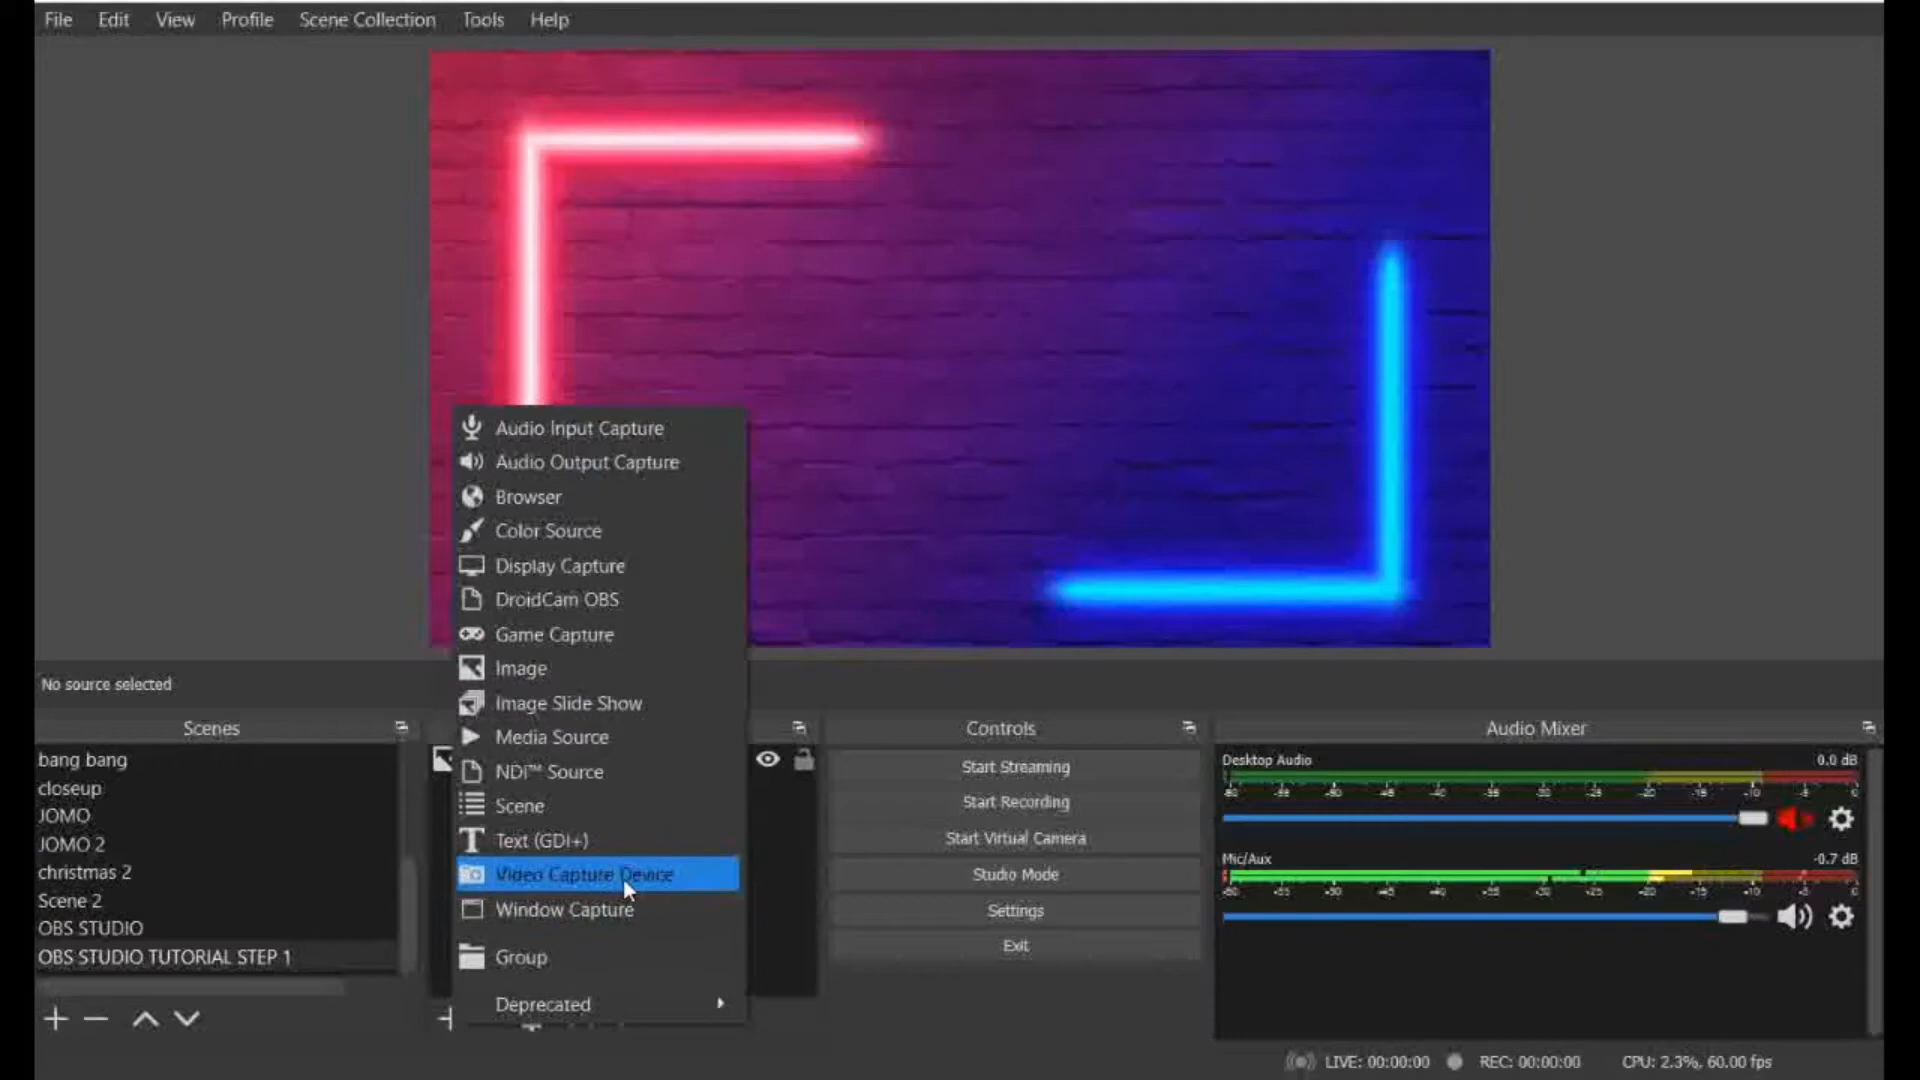 File Edit View Profile Scene Collection Tools Help
Audio Input Capture
Audio Output Capture
Browser
Color Source
Display Capture
DroidCam OBS
Game Capture
Image
Image Slide Show
Media Source
NDI™ Source
Scene
Text (GDI+)
Video Capture Device
Window Capture
Group
Deprecated
No source selected
Scenes
bang bang
closeup
JOMO
JOMO 2
christmas 2
Scene 2
OBS STUDIO
OBS STUDIO TUTORIAL STEP 1
Controls
Start Streaming
Start Recording
Start Virtual Camera
Studio Mode
Settings
Exit
Audio Mixer
Desktop Audio 0.0 dB
Mic/Aux -0.7 dB
LIVE: 00:00:00 REC: 00:00:00 CPU: 2.3%, 60.00 fps